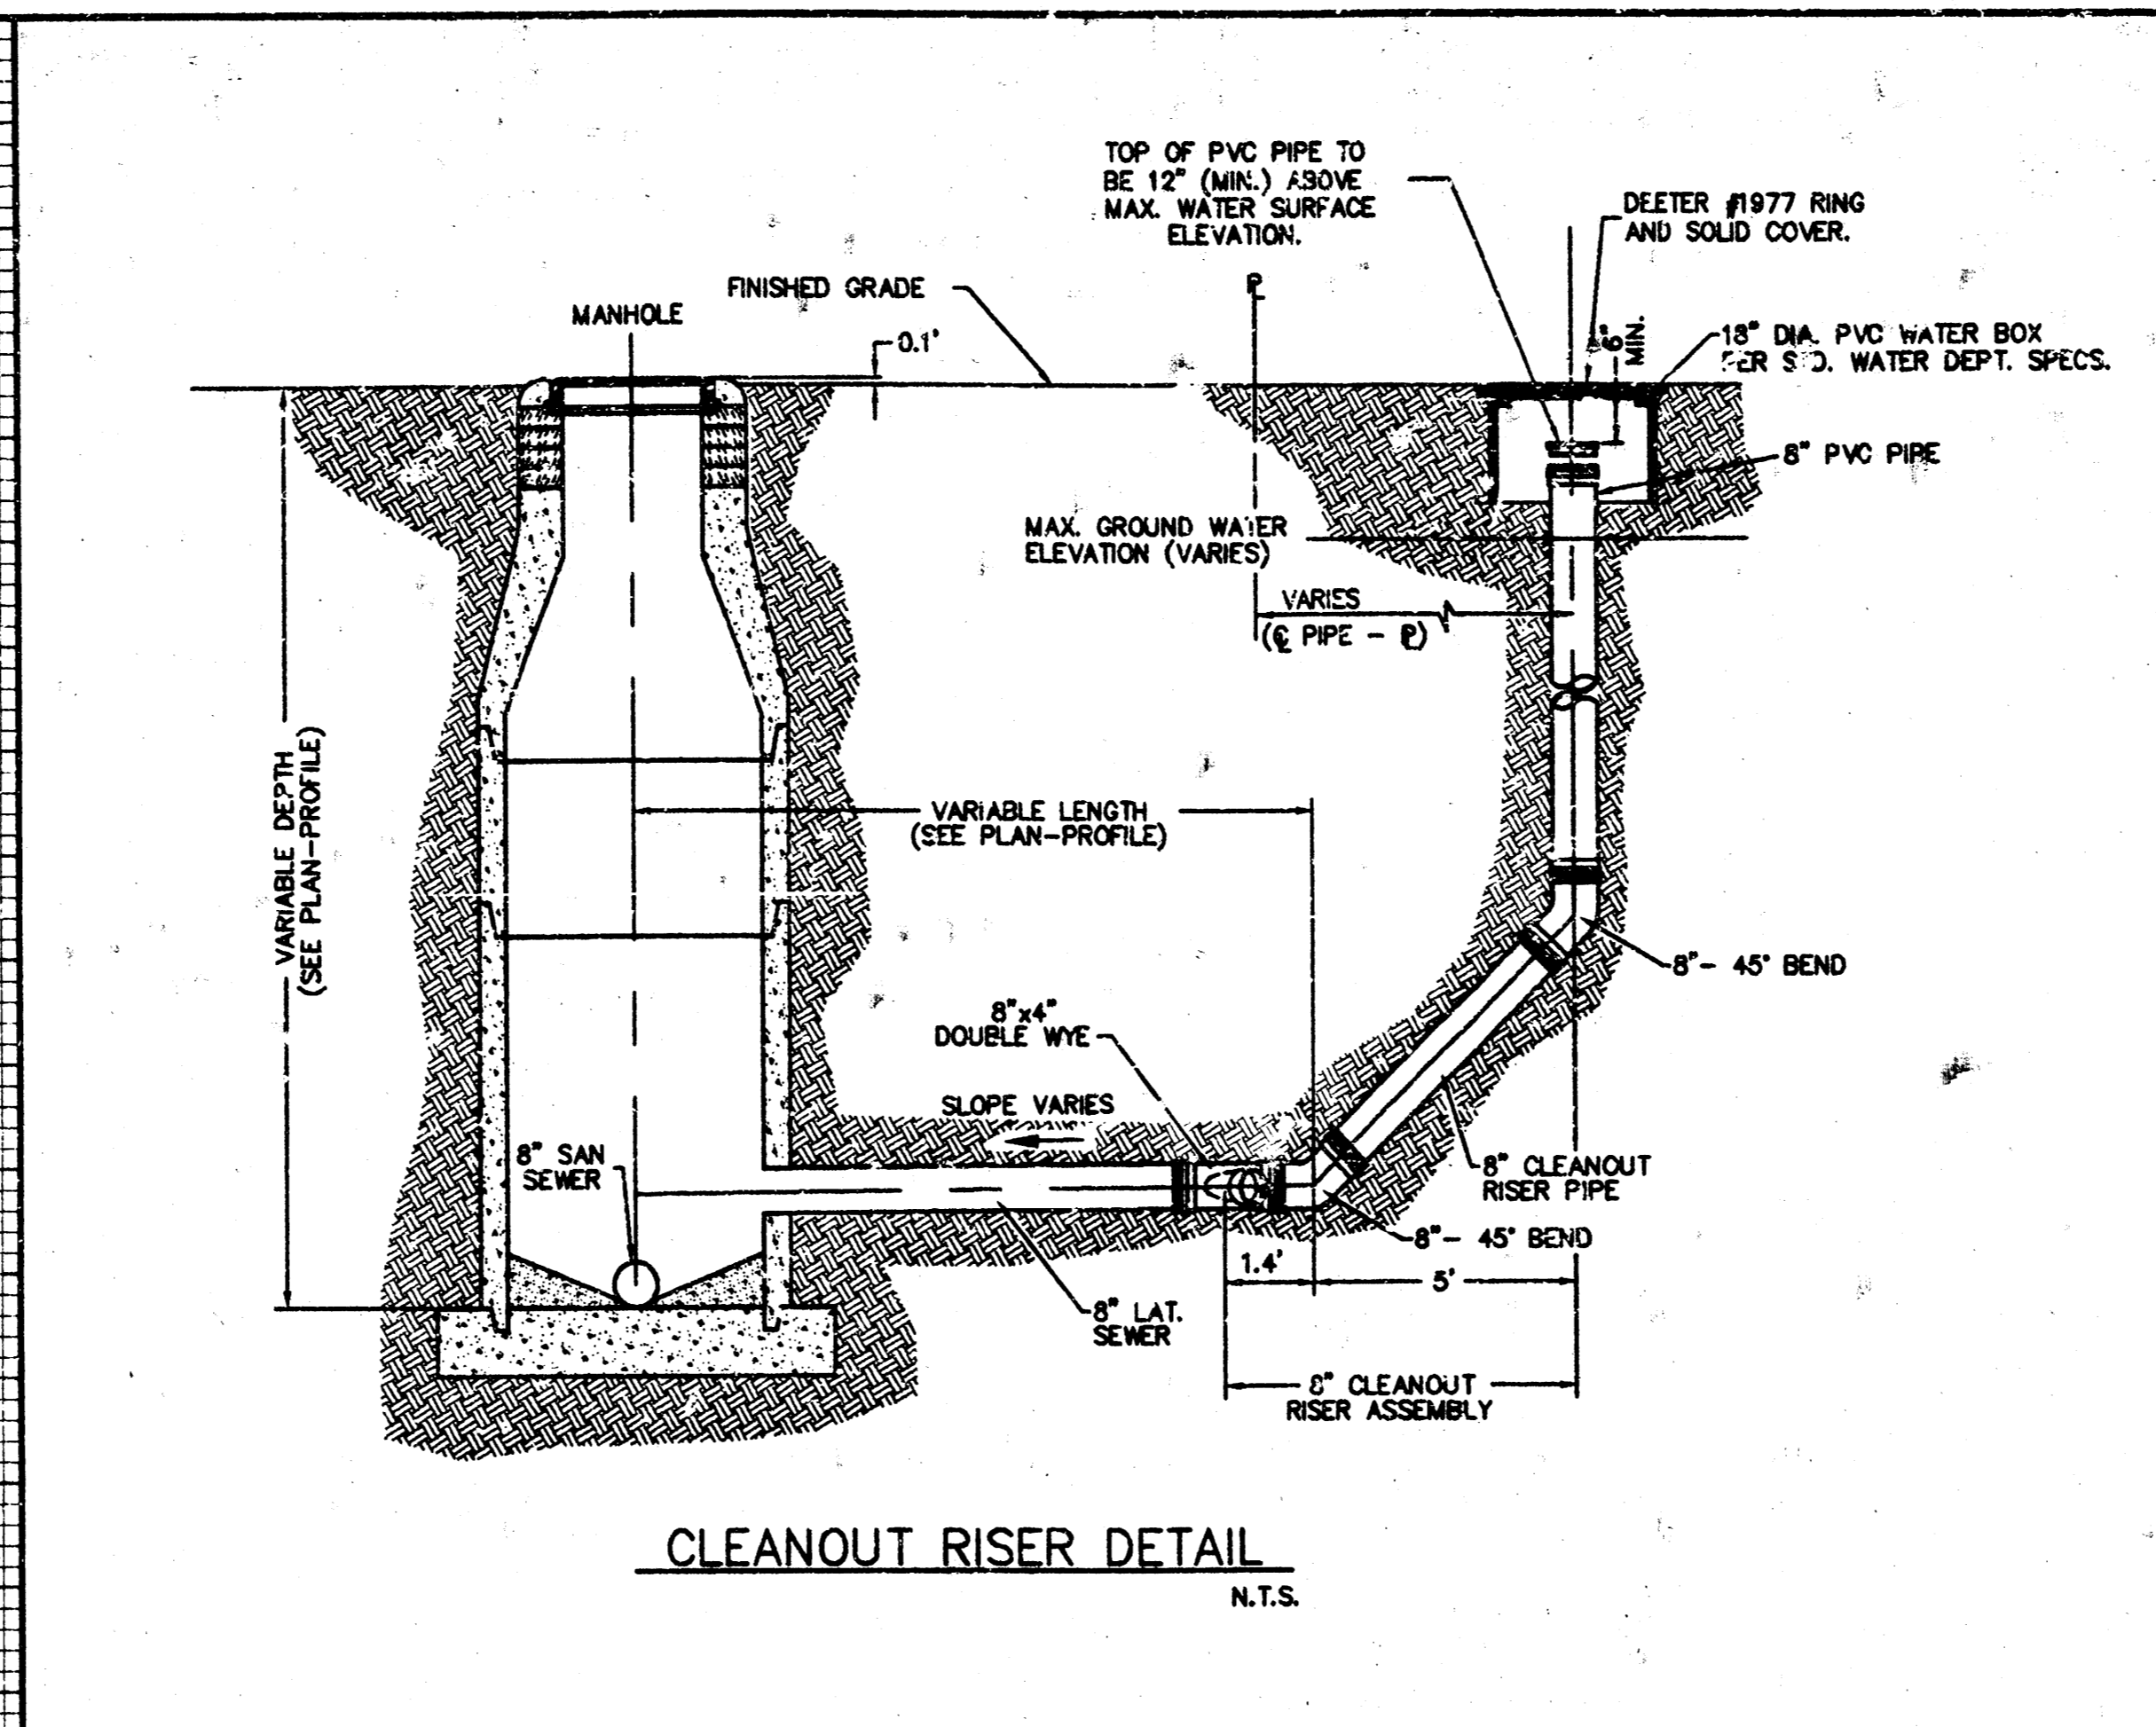 TOP OF PVC PIPE TO
BE 12" (MIN.) ABOVE
MAX. WATER SURFACE
ELEVATION.
DEETER #1977 RING
AND SOLID COVER.
FINISHED GRADE
MANHOLE
0.1'
℄
6"
MIN.
18" DIA. PVC WATER BOX
PER STD. WATER DEPT. SPECS.
8" PVC PIPE
MAX. GROUND WATER
ELEVATION (VARIES)
VARIES
(℄ PIPE - ⅊)
VARIABLE DEPTH
(SEE PLAN-PROFILE)
VARIABLE LENGTH
(SEE PLAN-PROFILE)
8"- 45° BEND
8"x4"
DOUBLE WYE
SLOPE VARIES
8" SAN
SEWER
8" CLEANOUT
RISER PIPE
8"- 45° BEND
1.4'
5'
8" LAT.
SEWER
8" CLEANOUT
RISER ASSEMBLY
CLEANOUT RISER DETAIL
N.T.S.